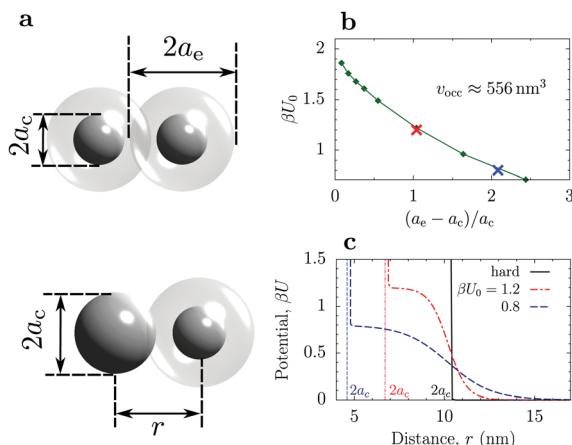 a
2a_e
2a_c
2a_c
r
b
2
1.5
1
βU_0
v_occ ≈ 556 nm^3
0 1 2 3
(a_e − a_c)/a_c
c
1.5
1
0.5
0
Potential, βU
hard
βU_0 = 1.2
0.8
2a_c 2a_c 2a_c
5 10 15
Distance, r (nm)